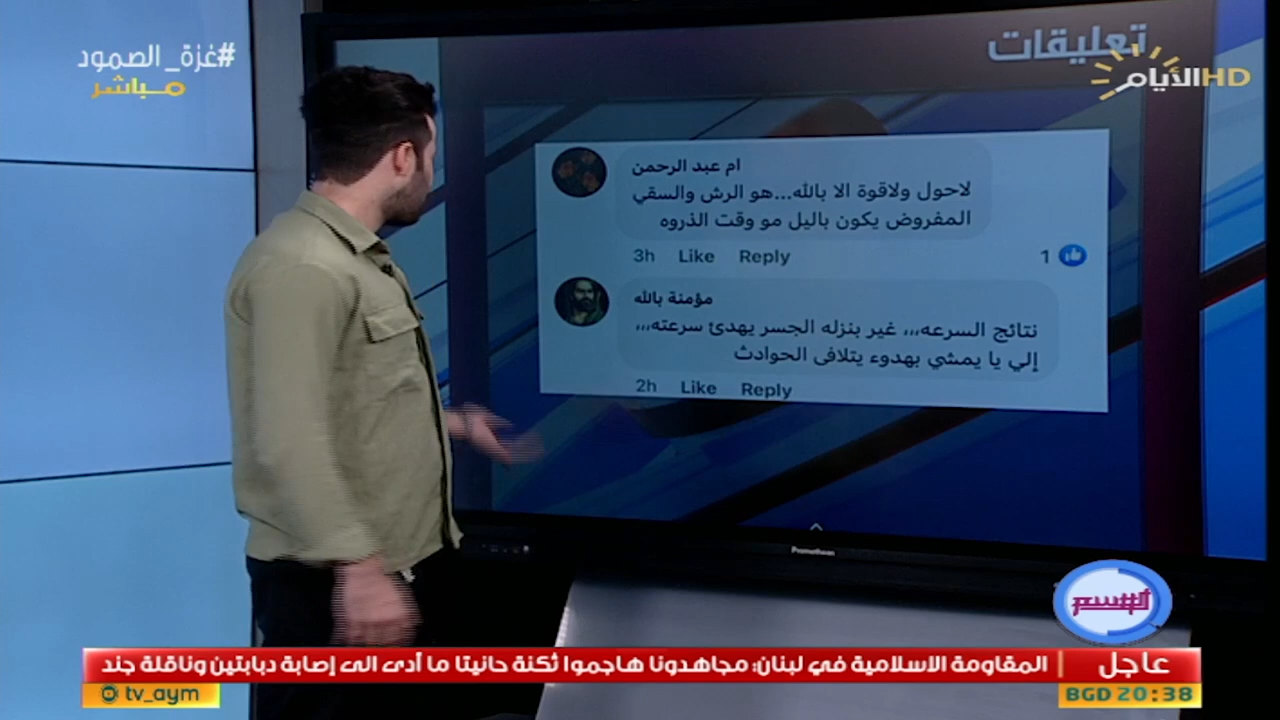 #غزة_الصمود
مباشر
تعليقات
الأيام HD
ام عبد الرحمن
لاحول ولاقوة الا بالله...هو الرش والسقي
المفروض يكون باليل مو وقت الذروه
3h Like Reply 1
مؤمنة بالله
نتائج السرعه،،، غير بنزله الجسر يهدئ سرعته،،،
إلي يا يمشي بهدوء يتلافى الحوادث
2h Like Reply
Promethean
عاجل
المقاومة الاسلامية في لبنان: مجاهدونا هاجموا ثكنة حانيتا ما أدى الى إصابة دبابتين وناقلة جند
tv_aym
BGD 20:38